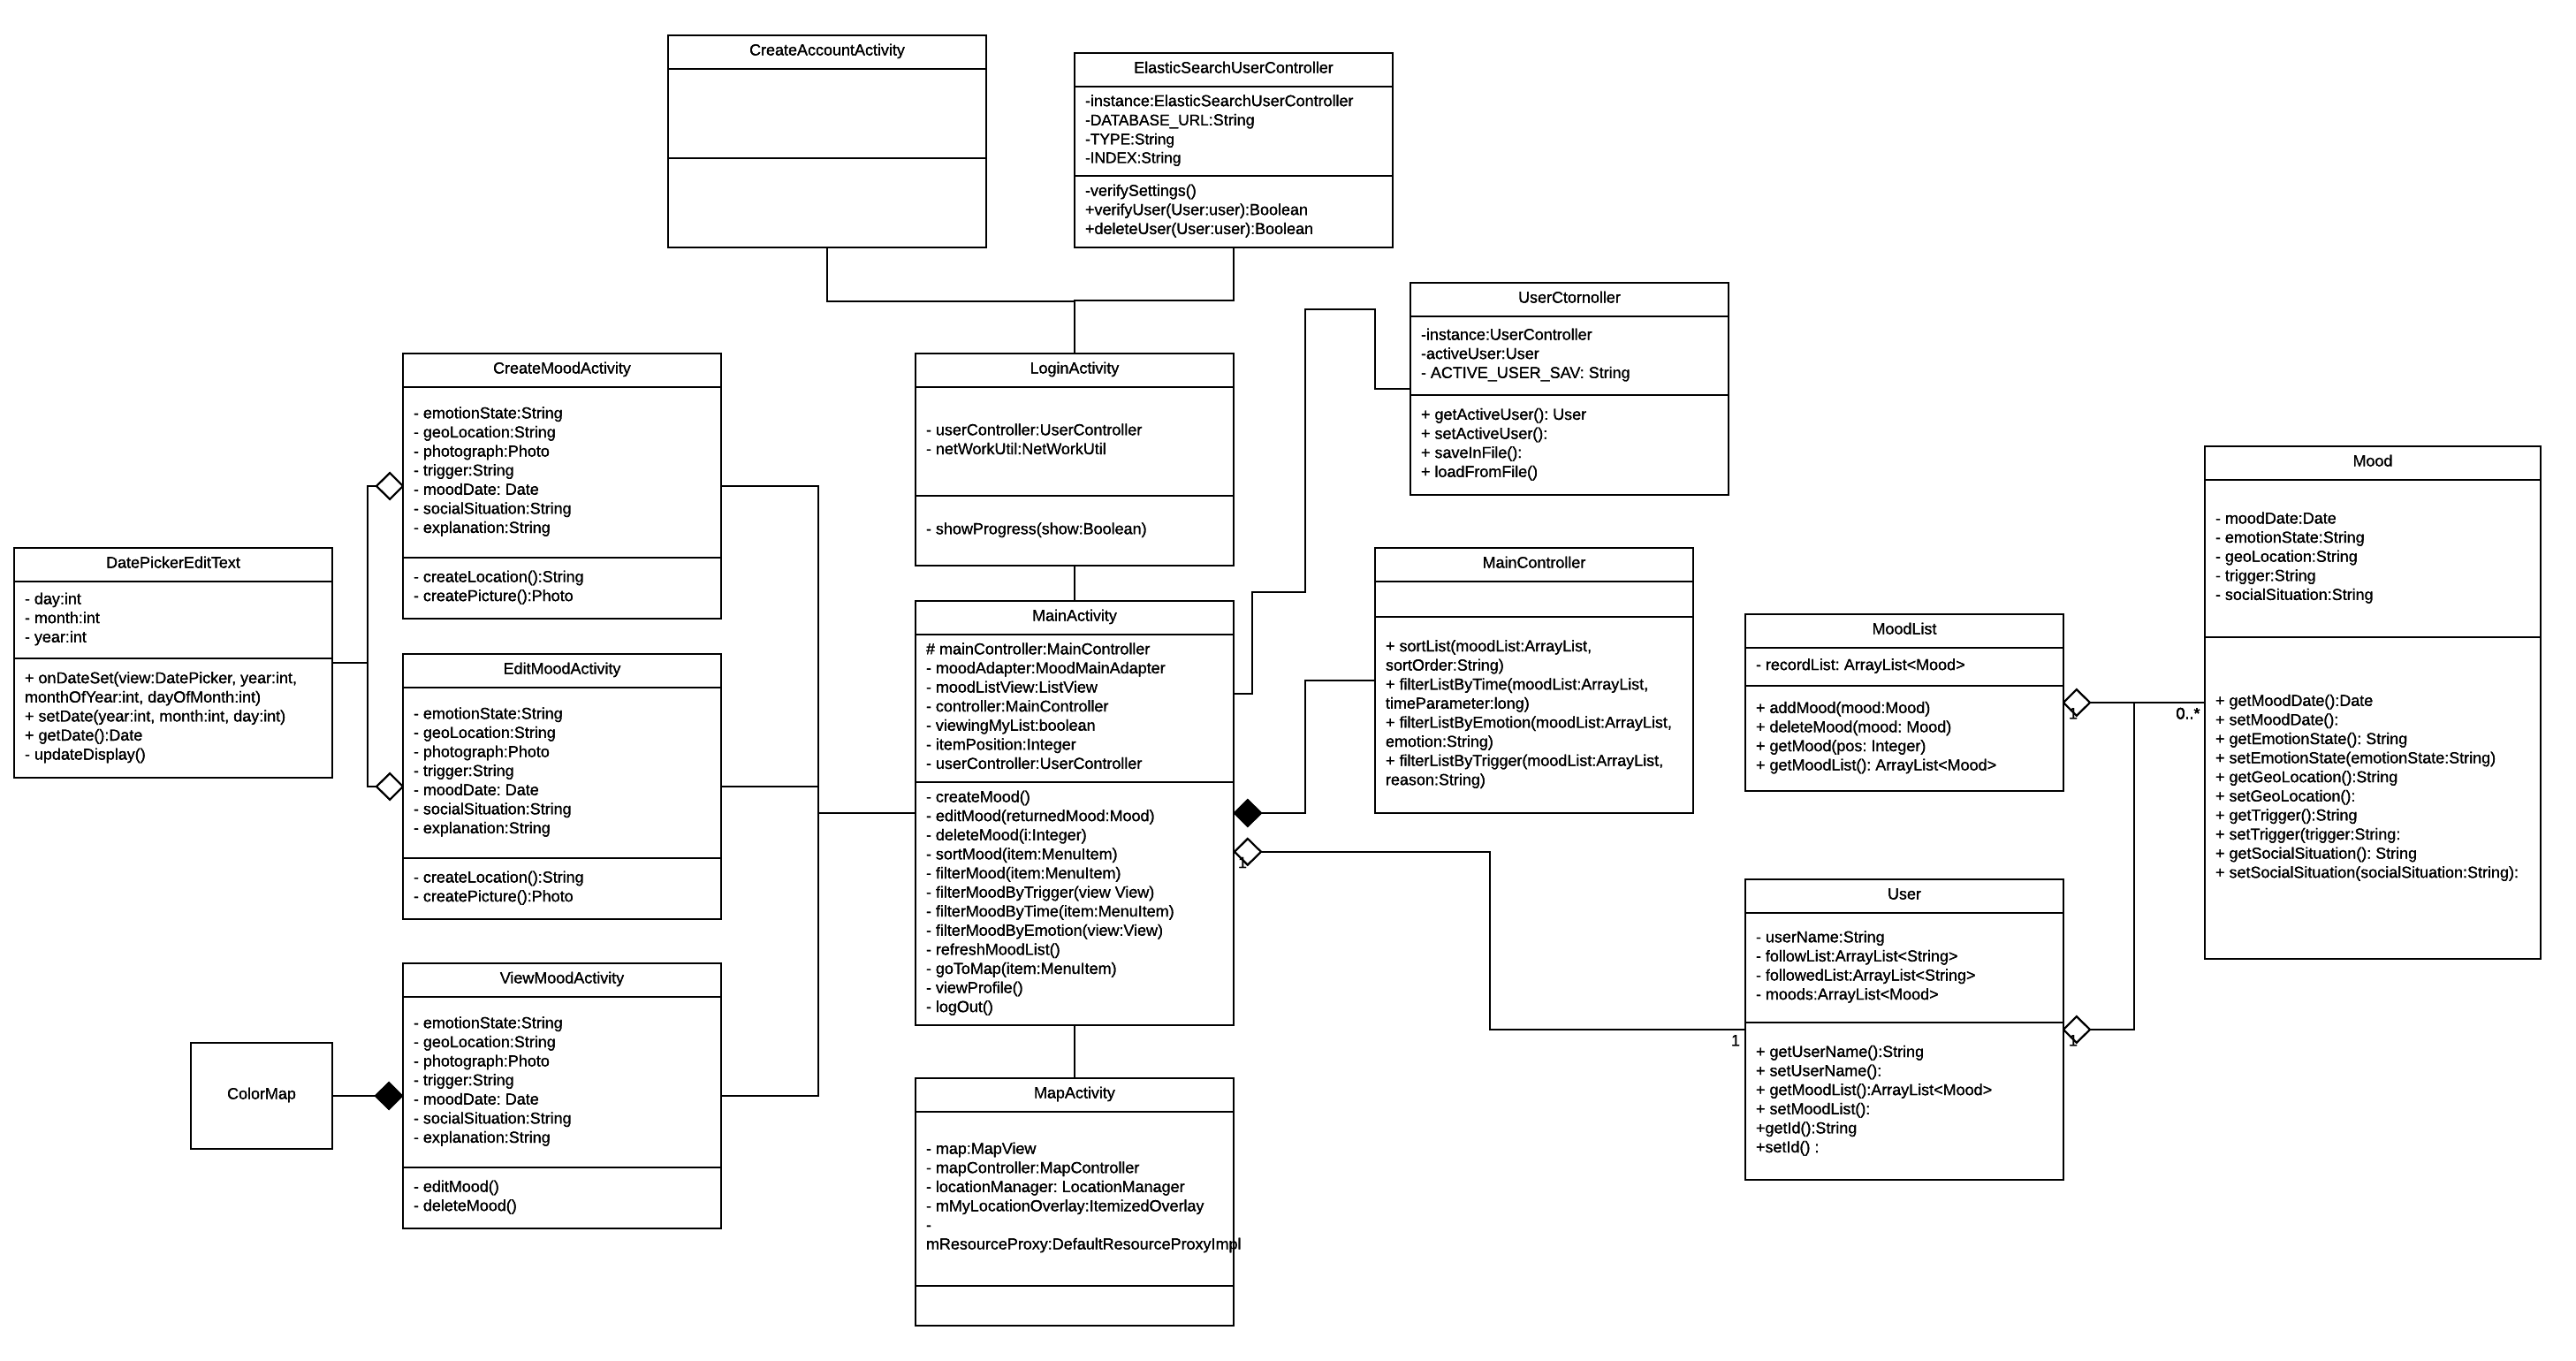 CreateAccountActivity
ElasticSearchUserController
-instance:ElasticSearchUserController
-DATABASE_URL:String
-TYPE:String
-INDEX:String
-verifySettings()
+verifyUser(User:user):Boolean
+deleteUser(User:user):Boolean
UserCtornoller
-instance:UserController
-activeUser:User
- ACTIVE_USER_SAV: String
+ getActiveUser(): User
+ setActiveUser():
+ saveInFile():
+ loadFromFile()
CreateMoodActivity
- emotionState:String
- geoLocation:String
- photograph:Photo
- trigger:String
- moodDate: Date
- socialSituation:String
- explanation:String
- createLocation():String
- createPicture():Photo
LoginActivity
- userController:UserController
- netWorkUtil:NetWorkUtil
- showProgress(show:Boolean)
DatePickerEditText
- day:int
- month:int
- year:int
+ onDateSet(view:DatePicker, year:int,
monthOfYear:int, dayOfMonth:int)
+ setDate(year:int, month:int, day:int)
+ getDate():Date
- updateDisplay()
EditMoodActivity
- emotionState:String
- geoLocation:String
- photograph:Photo
- trigger:String
- moodDate: Date
- socialSituation:String
- explanation:String
- createLocation():String
- createPicture():Photo
MainActivity
# mainController:MainController
- moodAdapter:MoodMainAdapter
- moodListView:ListView
- controller:MainController
- viewingMyList:boolean
- itemPosition:Integer
- userController:UserController
- createMood()
- editMood(returnedMood:Mood)
- deleteMood(i:Integer)
- sortMood(item:MenuItem)
- filterMood(item:MenuItem)
- filterMoodByTrigger(view View)
- filterMoodByTime(item:MenuItem)
- filterMoodByEmotion(view:View)
- refreshMoodList()
- goToMap(item:MenuItem)
- viewProfile()
- logOut()
1
1
MainController
+ sortList(moodList:ArrayList,
sortOrder:String)
+ filterListByTime(moodList:ArrayList,
timeParameter:long)
+ filterListByEmotion(moodList:ArrayList,
emotion:String)
+ filterListByTrigger(moodList:ArrayList,
reason:String)
MoodList
- recordList: ArrayList<Mood>
+ addMood(mood:Mood)
+ deleteMood(mood: Mood)
+ getMood(pos: Integer)
+ getMoodList(): ArrayList<Mood>
1
0..*
Mood
- moodDate:Date
- emotionState:String
- geoLocation:String
- trigger:String
- socialSituation:String
+ getMoodDate():Date
+ setMoodDate():
+ getEmotionState(): String
+ setEmotionState(emotionState:String)
+ getGeoLocation():String
+ setGeoLocation():
+ getTrigger():String
+ setTrigger(trigger:String:
+ getSocialSituation(): String
+ setSocialSituation(socialSituation:String):
User
- userName:String
- followList:ArrayList<String>
- followedList:ArrayList<String>
- moods:ArrayList<Mood>
+ getUserName():String
+ setUserName():
+ getMoodList():ArrayList<Mood>
+ setMoodList():
+getId():String
+setId() :
1
ViewMoodActivity
- emotionState:String
- geoLocation:String
- photograph:Photo
- trigger:String
- moodDate: Date
- socialSituation:String
- explanation:String
- editMood()
- deleteMood()
ColorMap
MapActivity
- map:MapView
- mapController:MapController
- locationManager: LocationManager
- mMyLocationOverlay:ItemizedOverlay
-
mResourceProxy:DefaultResourceProxyImpl